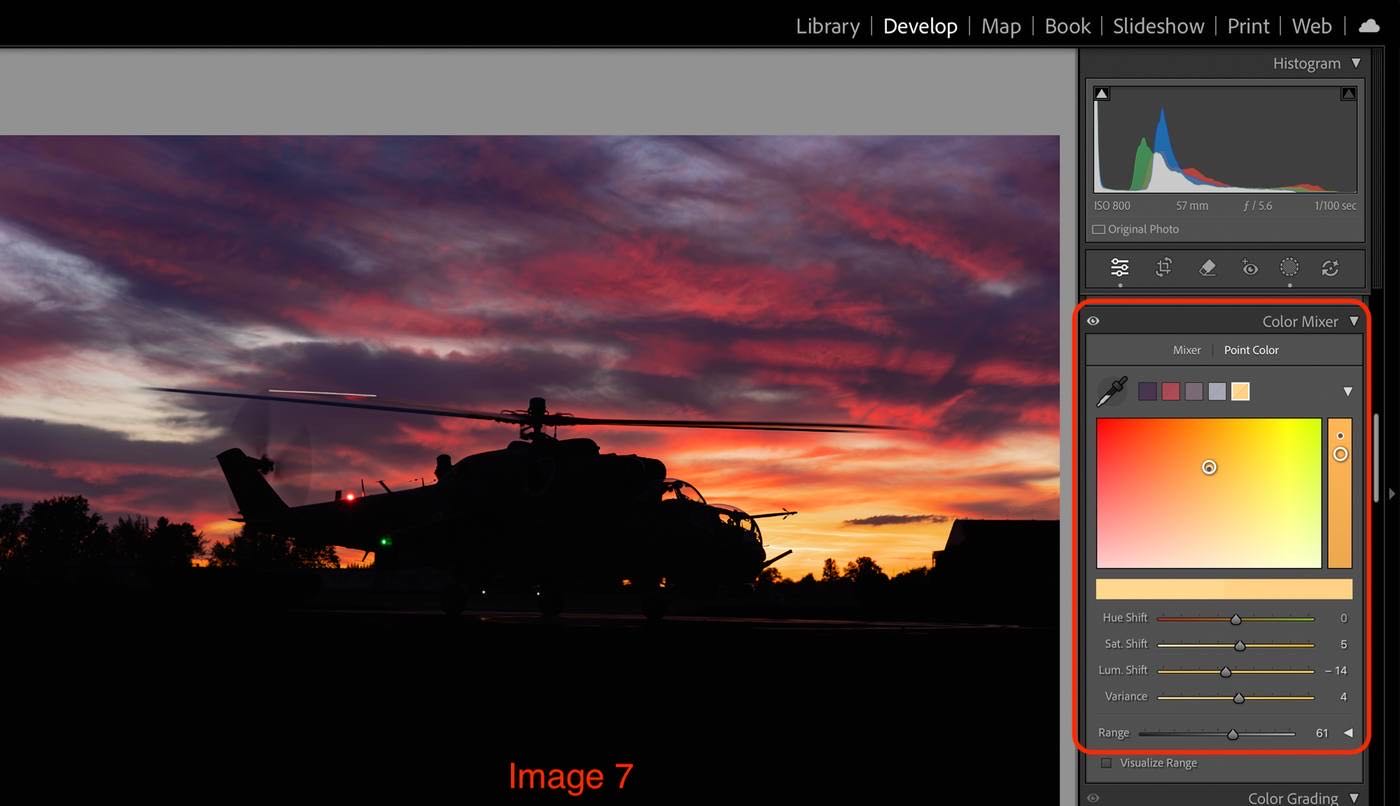 Library | Develop | Map | Book | Slideshow | Print | Web |
Histogram
ISO 800 57 mm ƒ / 5.6 1/100 sec
Original Photo
Color Mixer
Mixer | Point Color
Hue Shift 0
Sat. Shift 5
Lum. Shift – 14
Variance 4
Range 61
Visualize Range
Color Grading
Image 7